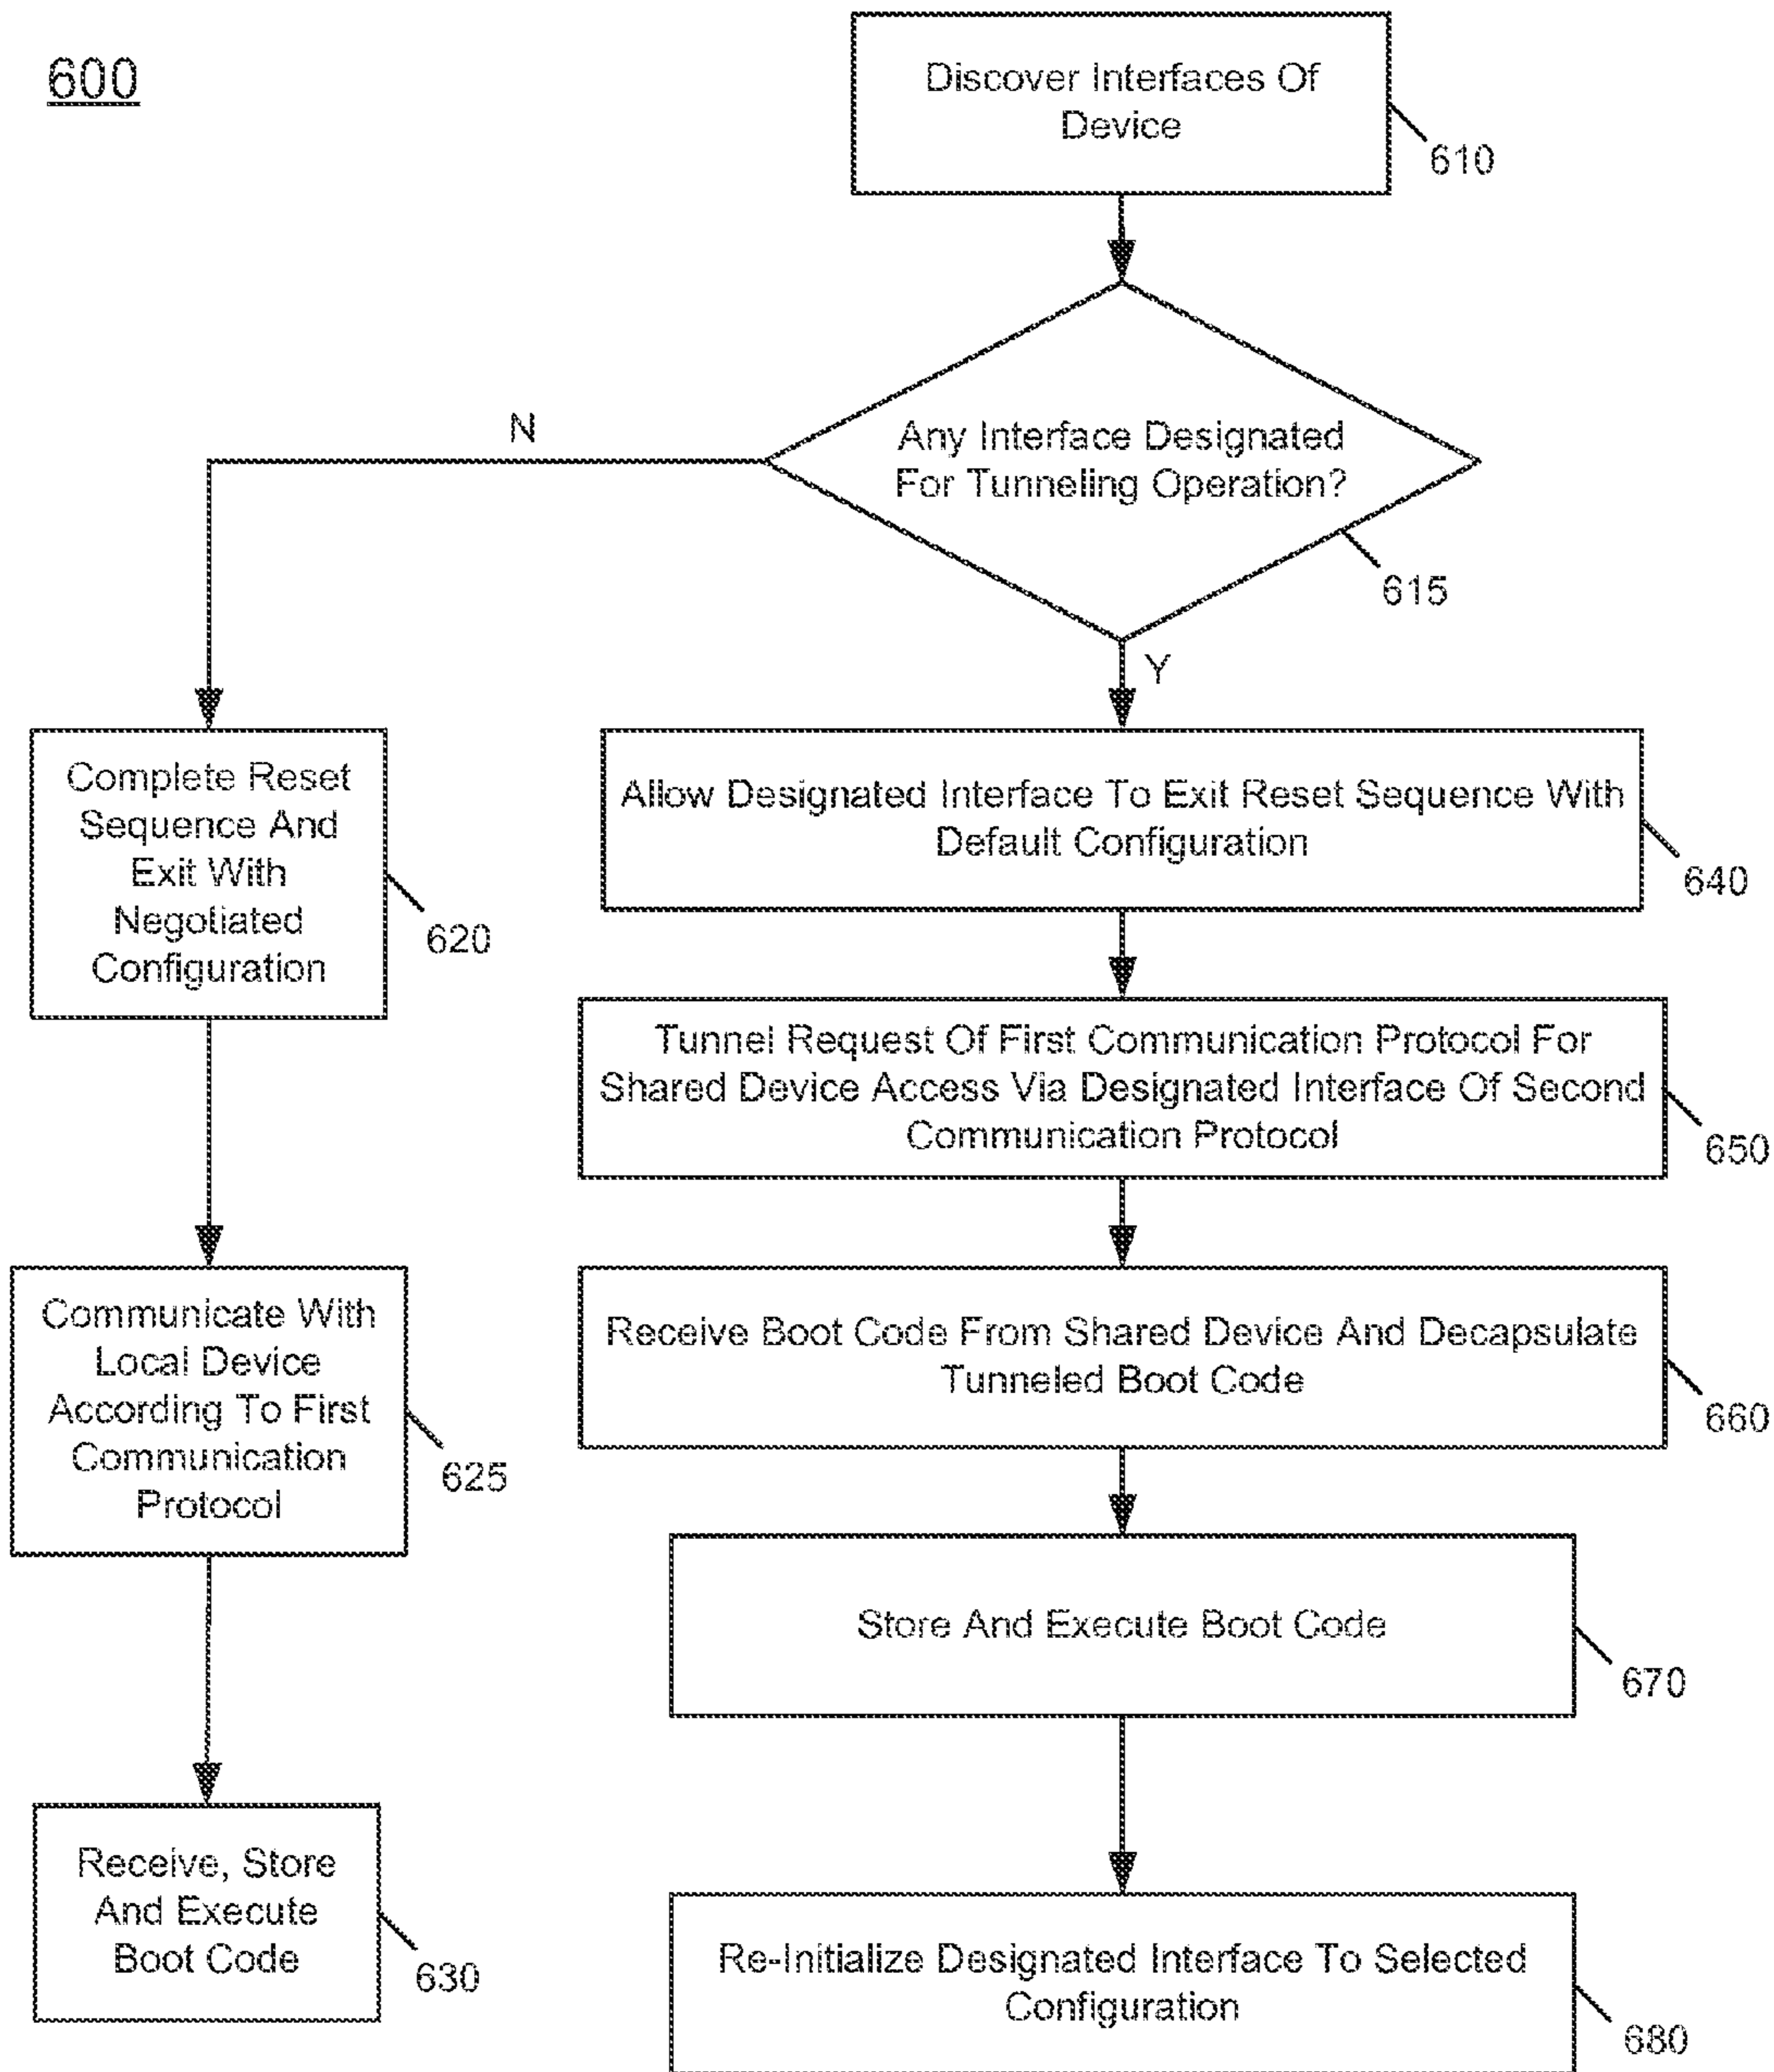 600
Discover Interfaces Of
Device
610
Any Interface Designated
For Tunneling Operation?
615
N
Y
Complete Reset
Sequence And
Exit With
Negotiated
Configuration
620
Communicate With
Local Device
According To First
Communication
Protocol
625
Receive, Store
And Execute
Boot Code
630
Allow Designated Interface To Exit Reset Sequence With
Default Configuration
640
Tunnel Request Of First Communication Protocol For
Shared Device Access Via Designated Interface Of Second
Communication Protocol
650
Receive Boot Code From Shared Device And Decapsulate
Tunneled Boot Code
660
Store And Execute Boot Code
670
Re-Initialize Designated Interface To Selected
Configuration
680